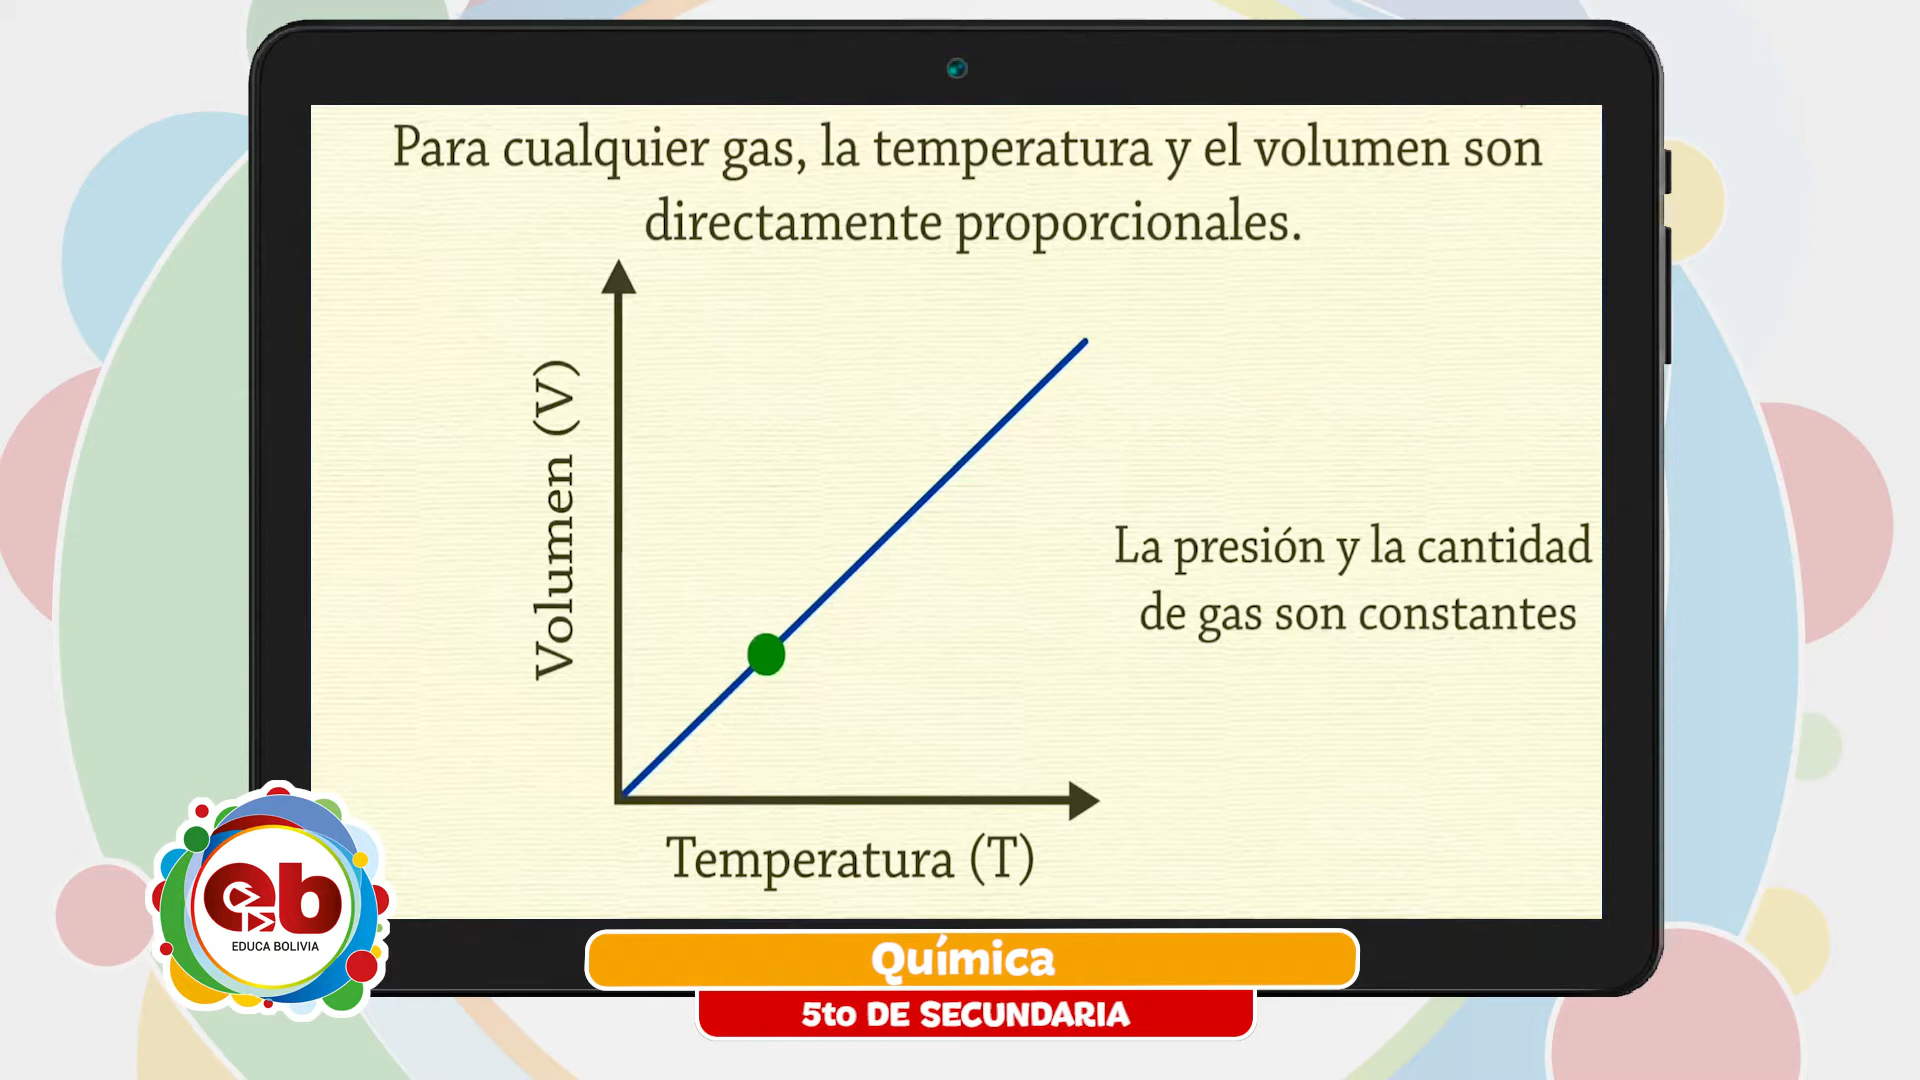 Para cualquier gas, la temperatura y el volumen son
directamente proporcionales.
Volumen (V)
La presión y la cantidad
de gas son constantes
Temperatura (T)
eb
EDUCA BOLIVIA
Química
5to DE SECUNDARIA